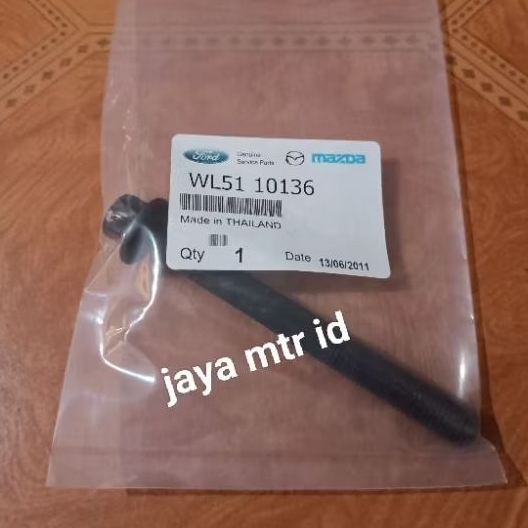 Ford Genuine Service Parts mazda
WL51 10136
Made in THAILAND
Qty 1 Date 13/06/2011
jaya mtr id